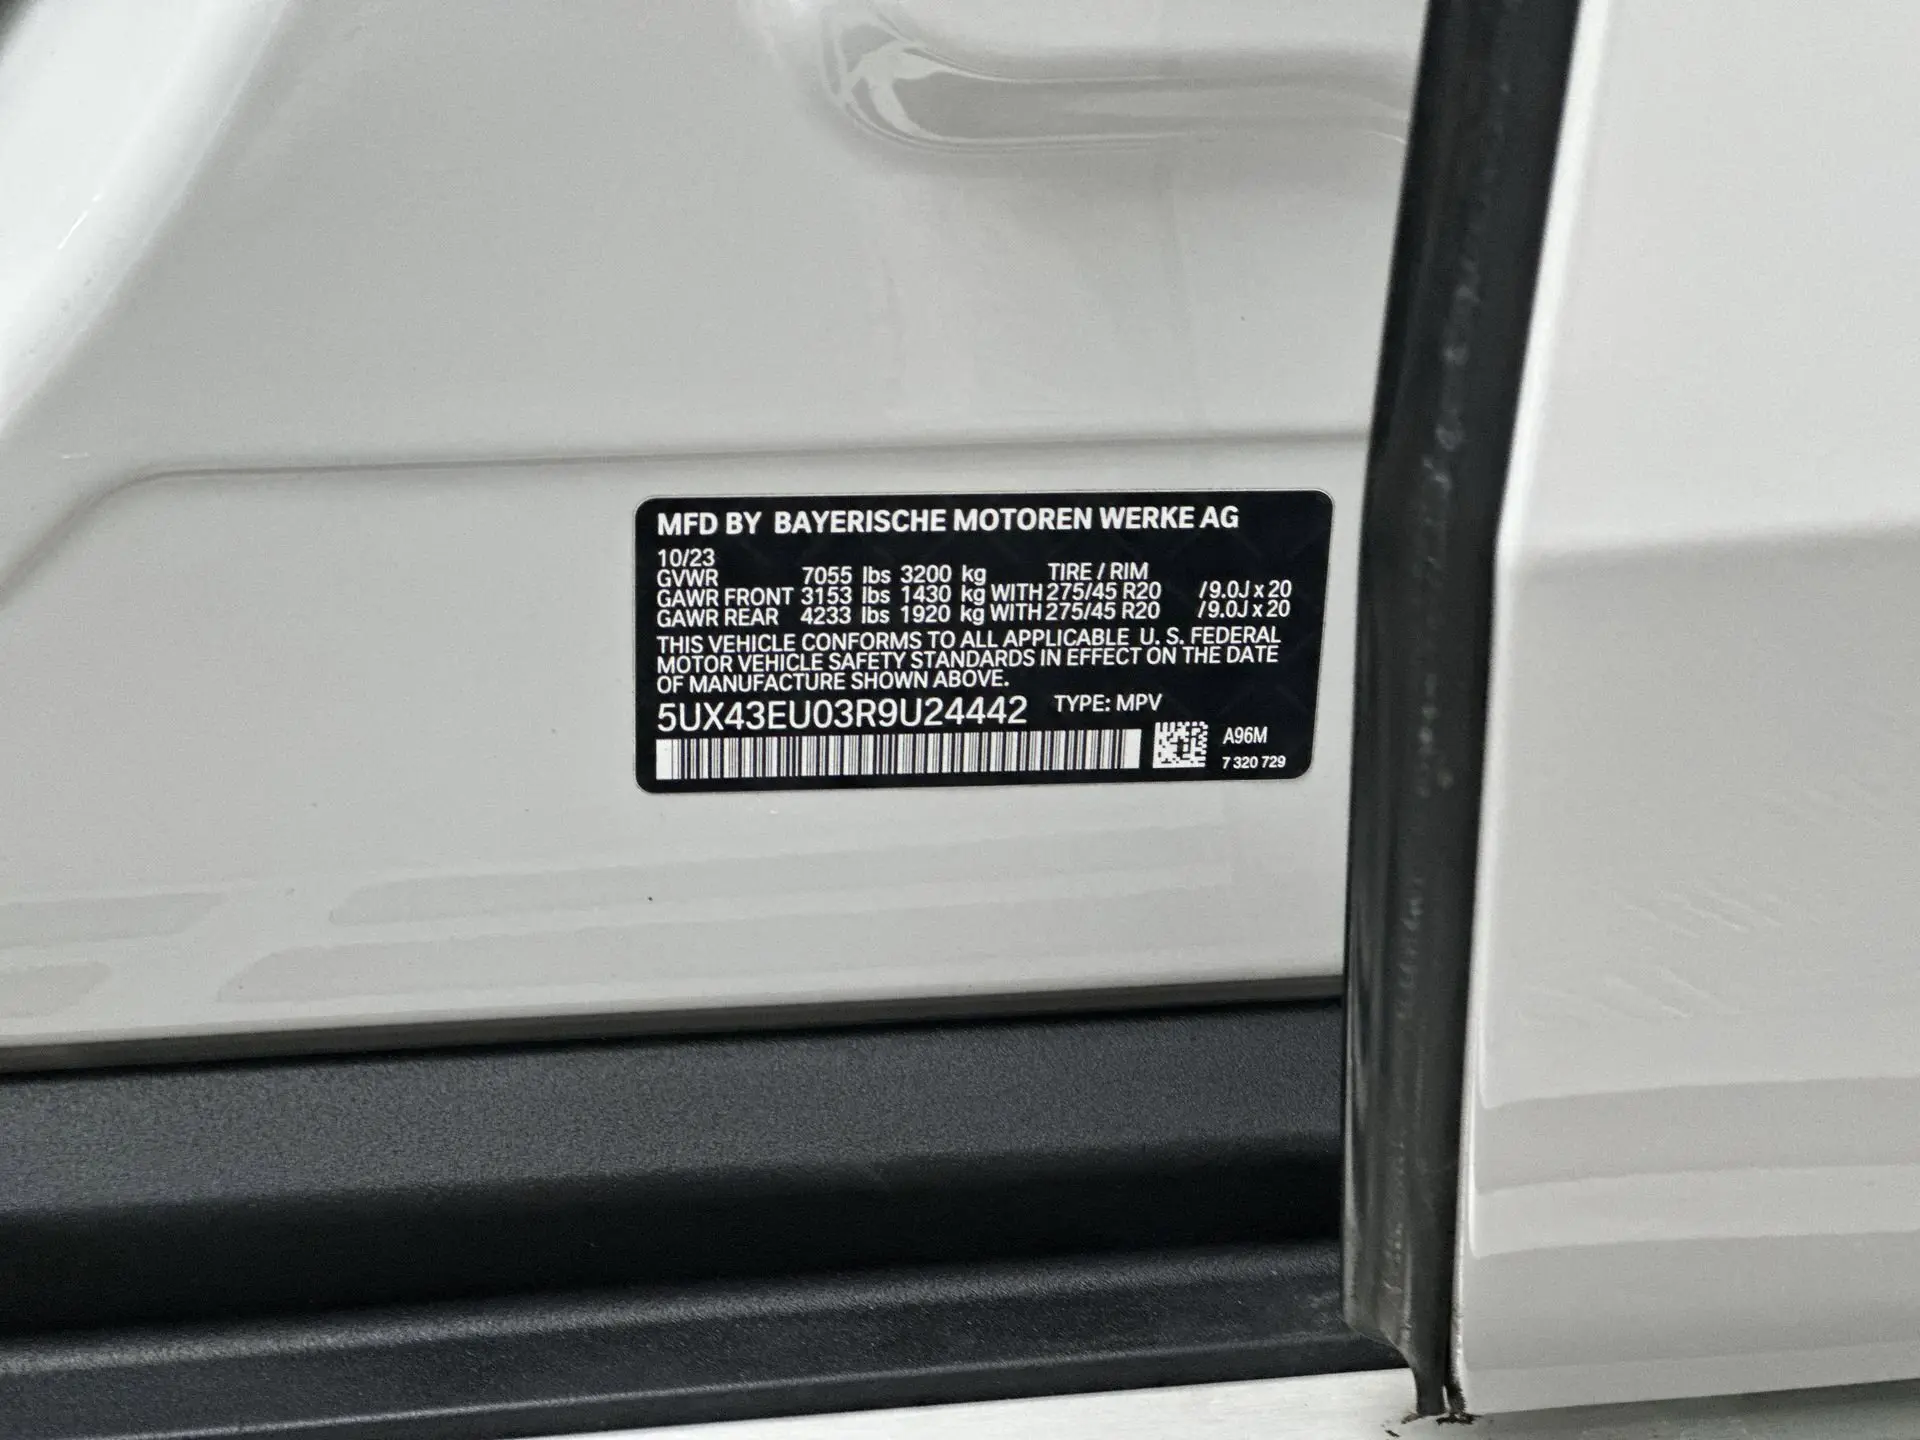 MFD BY BAYERISCHE MOTOREN WERKE AG
10/23
GVWR 7055 lbs 3200 kg TIRE / RIM
GAWR FRONT 3153 lbs 1430 kg WITH 275/45 R20 /9.0J x 20
GAWR REAR 4233 lbs 1920 kg WITH 275/45 R20 /9.0J x 20
THIS VEHICLE CONFORMS TO ALL APPLICABLE U. S. FEDERAL
MOTOR VEHICLE SAFETY STANDARDS IN EFFECT ON THE DATE
OF MANUFACTURE SHOWN ABOVE.
5UX43EU03R9U24442 TYPE: MPV
A96M
7 320 729